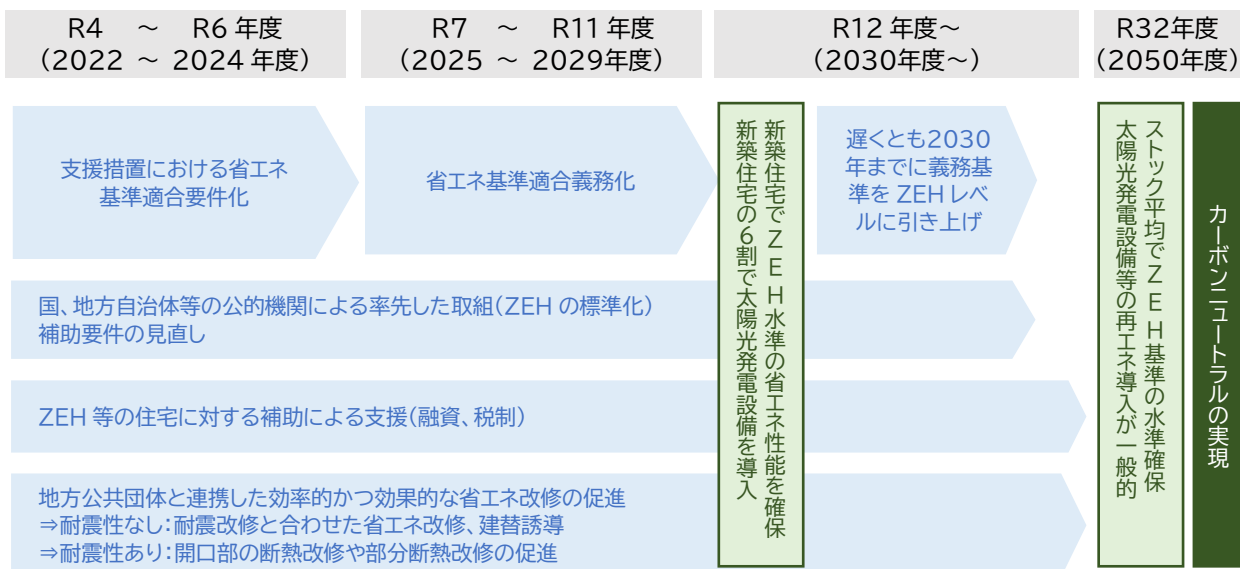 R4 ～ R6 年度
(2022 ～ 2024 年度)
R7 ～ R11 年度
(2025 ～ 2029年度)
R12 年度～
(2030年度～)
R32年度
(2050年度)
支援措置における省エネ
基準適合要件化
省エネ基準適合義務化
新築住宅でZEH水準の省エネ性能を確保
新築住宅の6割で太陽光発電設備を導入
遅くとも2030
年までに義務基
準を ZEH レベ
ルに引き上げ
ストック平均でZEH基準の水準確保
太陽光発電設備等の再エネ導入が一般的
カーボンニュートラルの実現
国、地方自治体等の公的機関による率先した取組(ZEH の標準化)
補助要件の見直し
ZEH 等の住宅に対する補助による支援(融資、税制)
地方公共団体と連携した効率的かつ効果的な省エネ改修の促進
⇒耐震性なし:耐震改修と合わせた省エネ改修、建替誘導
⇒耐震性あり:開口部の断熱改修や部分断熱改修の促進